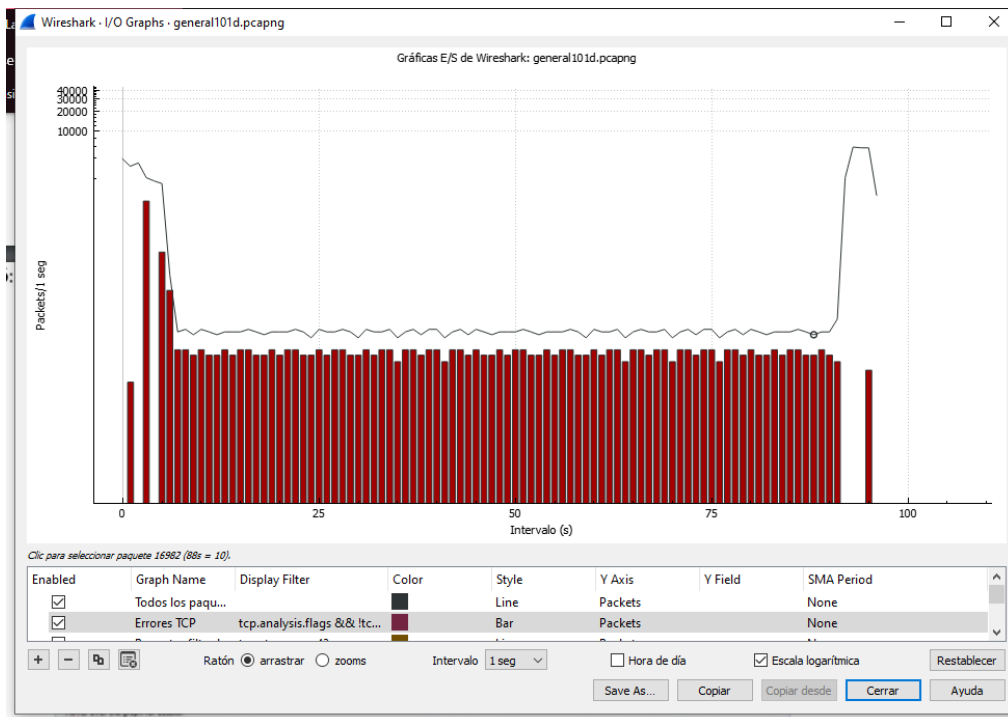 Wireshark · I/O Graphs · general101d.pcapng
Gráficas E/S de Wireshark: general101d.pcapng
40000
30000
20000
10000
Packets/1 seg
0 25 50 75 100
Intervalo (s)
Clic para seleccionar paquete 16982 (88s = 10).
Enabled Graph Name Display Filter Color Style Y Axis Y Field SMA Period
Todos los paqu... Line Packets None
Errores TCP tcp.analysis.flags && !tc... Bar Packets None
Ratón arrastrar zooms Intervalo 1 seg Hora de día Escala logarítmica Restablecer
Save As... Copiar Copiar desde Cerrar Ayuda